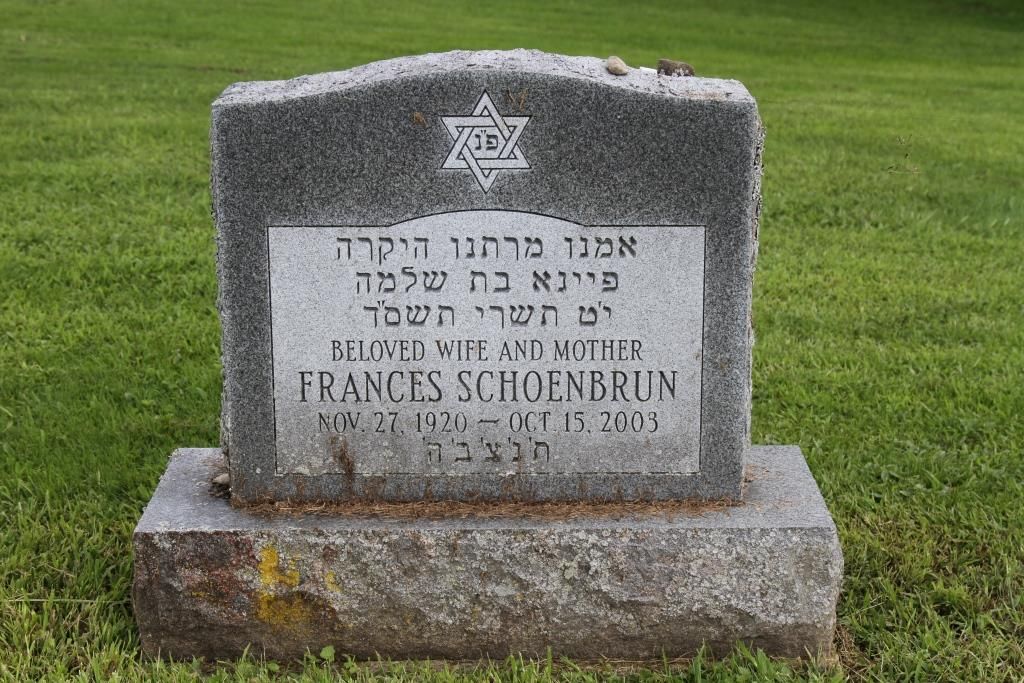 פ"נ
אמנו מרתנו היקרה
פיינא בת שלמה
י"ט תשרי תשס"ד
BELOVED WIFE AND MOTHER
FRANCES SCHOENBRUN
NOV. 27, 1920 — OCT. 15, 2003
ת'נ'צ'ב'ה'